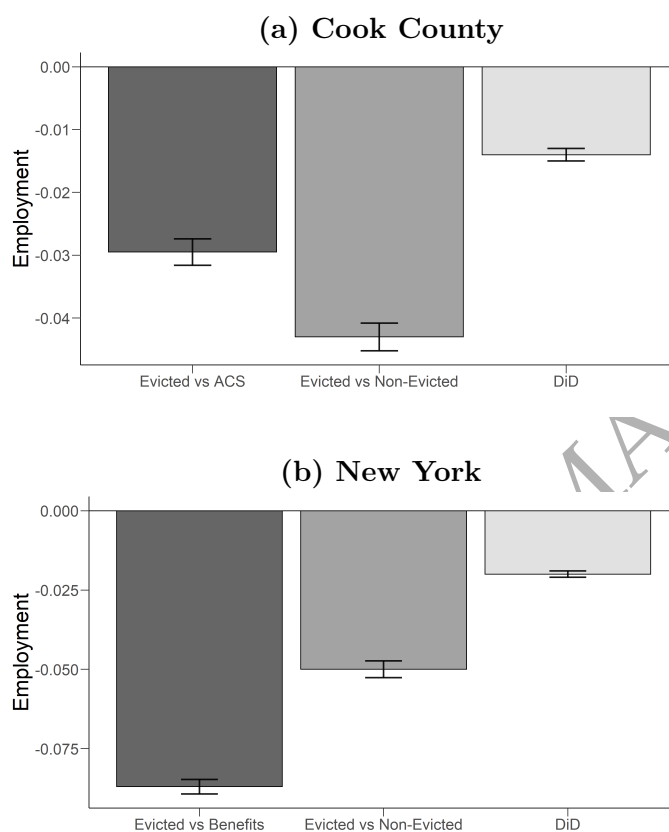 (a) Cook County
0.00
-0.01
-0.02
-0.03
-0.04
Employment
Evicted vs ACS Evicted vs Non-Evicted DiD
(b) New York
0.000
-0.025
-0.050
-0.075
Employment
Evicted vs Benefits Evicted vs Non-Evicted DiD